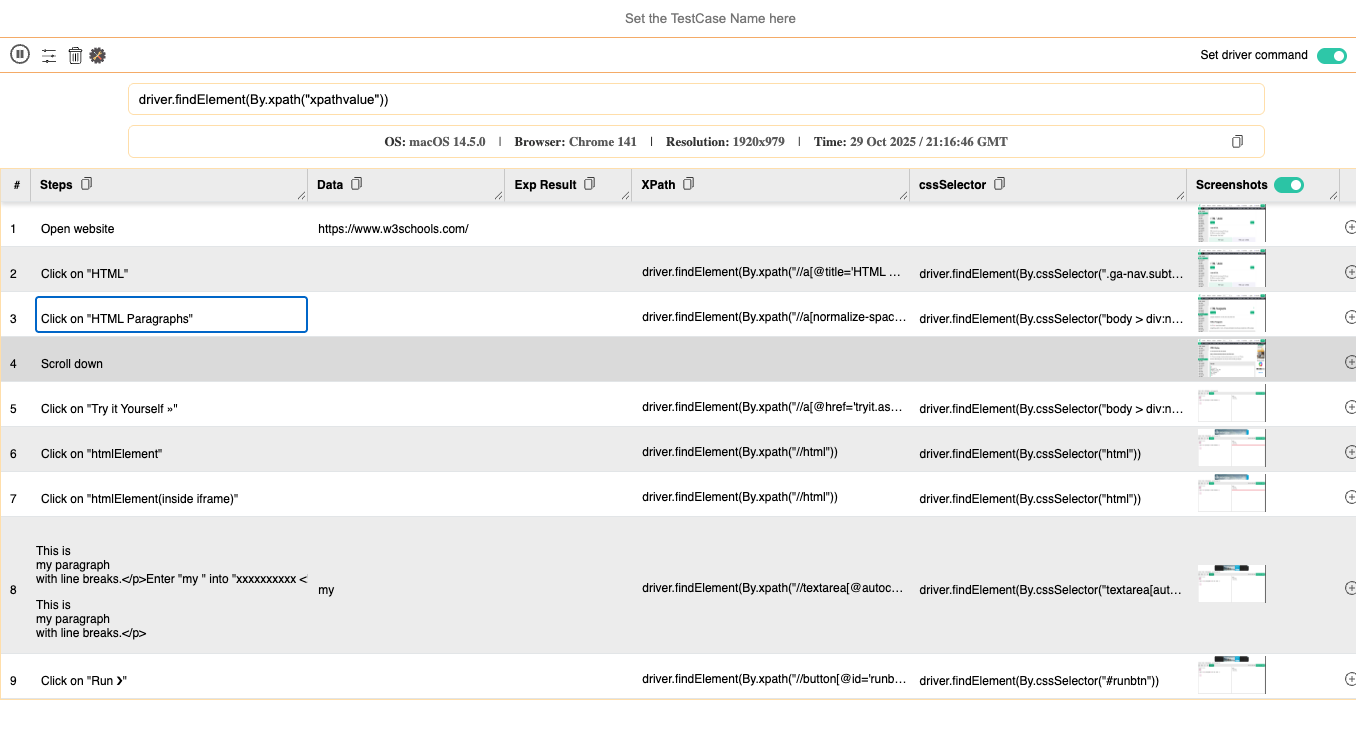 Set the TestCase Name here
Set driver command
driver.findElement(By.xpath("xpathvalue"))
OS: macOS 14.5.0 | Browser: Chrome 141 | Resolution: 1920x979 | Time: 29 Oct 2025 / 21:16:46 GMT
# Steps Data Exp Result XPath cssSelector Screenshots
1 Open website https://www.w3schools.com/
2 Click on "HTML" driver.findElement(By.xpath("//a[@title='HTML ... driver.findElement(By.cssSelector(".ga-nav.subt...
3 Click on "HTML Paragraphs" driver.findElement(By.xpath("//a[normalize-spac... driver.findElement(By.cssSelector("body > div:n...
4 Scroll down
5 Click on "Try it Yourself »" driver.findElement(By.xpath("//a[@href='tryit.as... driver.findElement(By.cssSelector("body > div:n...
6 Click on "htmlElement" driver.findElement(By.xpath("//html")) driver.findElement(By.cssSelector("html"))
7 Click on "htmlElement(inside iframe)" driver.findElement(By.xpath("//html")) driver.findElement(By.cssSelector("html"))
This is
my paragraph
with line breaks.</p>Enter "my " into "xxxxxxxxxx <
8 my driver.findElement(By.xpath("//textarea[@autoc... driver.findElement(By.cssSelector("textarea[aut...
This is
my paragraph
with line breaks.</p>
9 Click on "Run ❯" driver.findElement(By.xpath("//button[@id='runb... driver.findElement(By.cssSelector("#runbtn"))